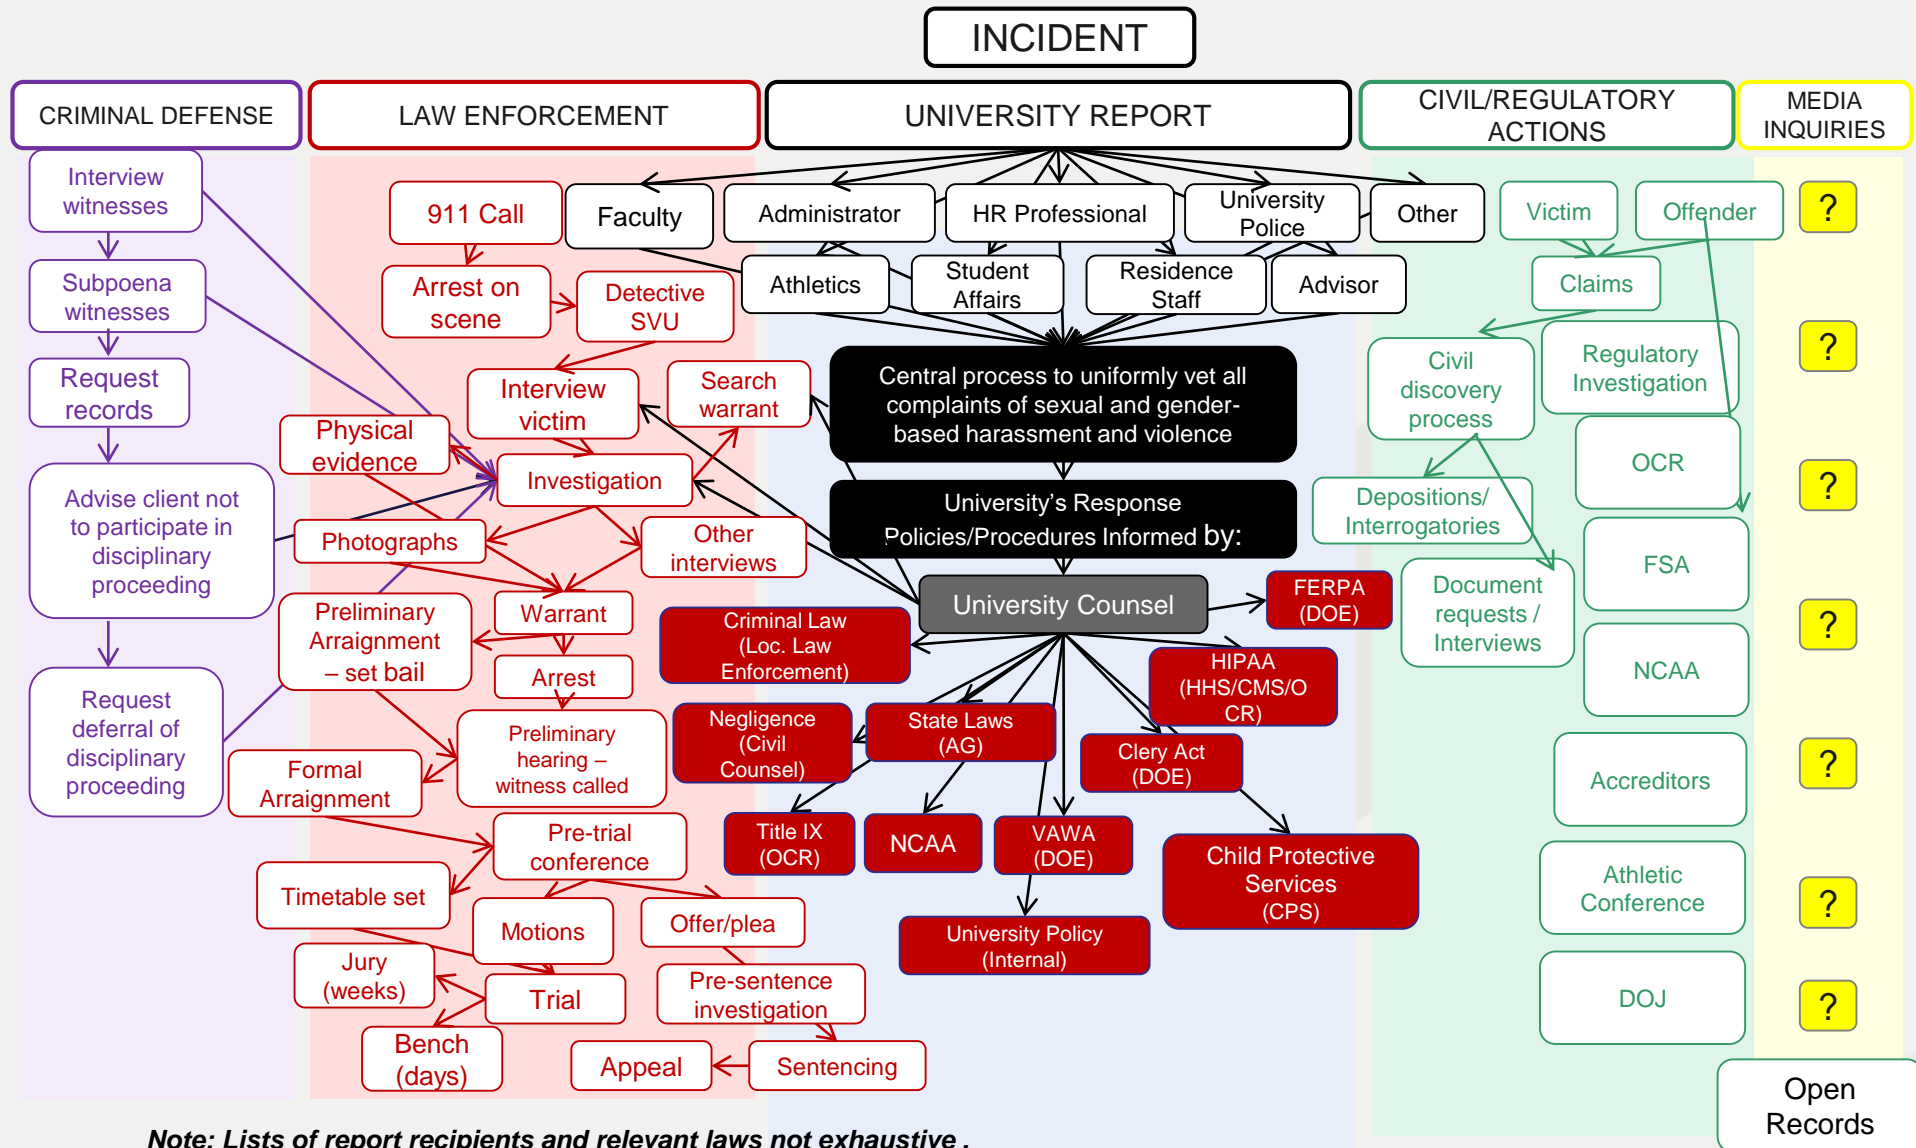 INCIDENT
CRIMINAL DEFENSE
LAW ENFORCEMENT
UNIVERSITY REPORT
CIVIL/REGULATORY
ACTIONS
MEDIA
INQUIRIES
Interview
witnesses
Subpoena
witnesses
Request
records
Advise client not
to participate in
disciplinary
proceeding
Request
deferral of
disciplinary
proceeding
911 Call
Arrest on
scene
Detective
SVU
Interview
victim
Search
warrant
Physical
evidence
Investigation
Photographs
Other
interviews
Warrant
Preliminary
Arraignment
– set bail
Arrest
Preliminary
hearing –
witness called
Formal
Arraignment
Pre-trial
conference
Timetable set
Motions
Offer/plea
Jury
(weeks)
Trial
Pre-sentence
investigation
Bench
(days)
Appeal
Sentencing
Faculty
Administrator
HR Professional
University
Police
Other
Athletics
Student
Affairs
Residence
Staff
Advisor
Central process to uniformly vet all
complaints of sexual and gender-
based harassment and violence
University’s Response
Policies/Procedures Informed by:
University Counsel
FERPA
(DOE)
Criminal Law
(Loc. Law
Enforcement)
HIPAA
(HHS/CMS/O
CR)
Negligence
(Civil
Counsel)
State Laws
(AG)
Clery Act
(DOE)
Title IX
(OCR)
NCAA
VAWA
(DOE)
Child Protective
Services
(CPS)
University Policy
(Internal)
Victim
Offender
Claims
Civil
discovery
process
Regulatory
Investigation
OCR
Depositions/
Interrogatories
FSA
Document
requests /
Interviews
NCAA
Accreditors
Athletic
Conference
DOJ
?
?
?
?
?
?
?
Open
Records
Note: Lists of report recipients and relevant laws not exhaustive .